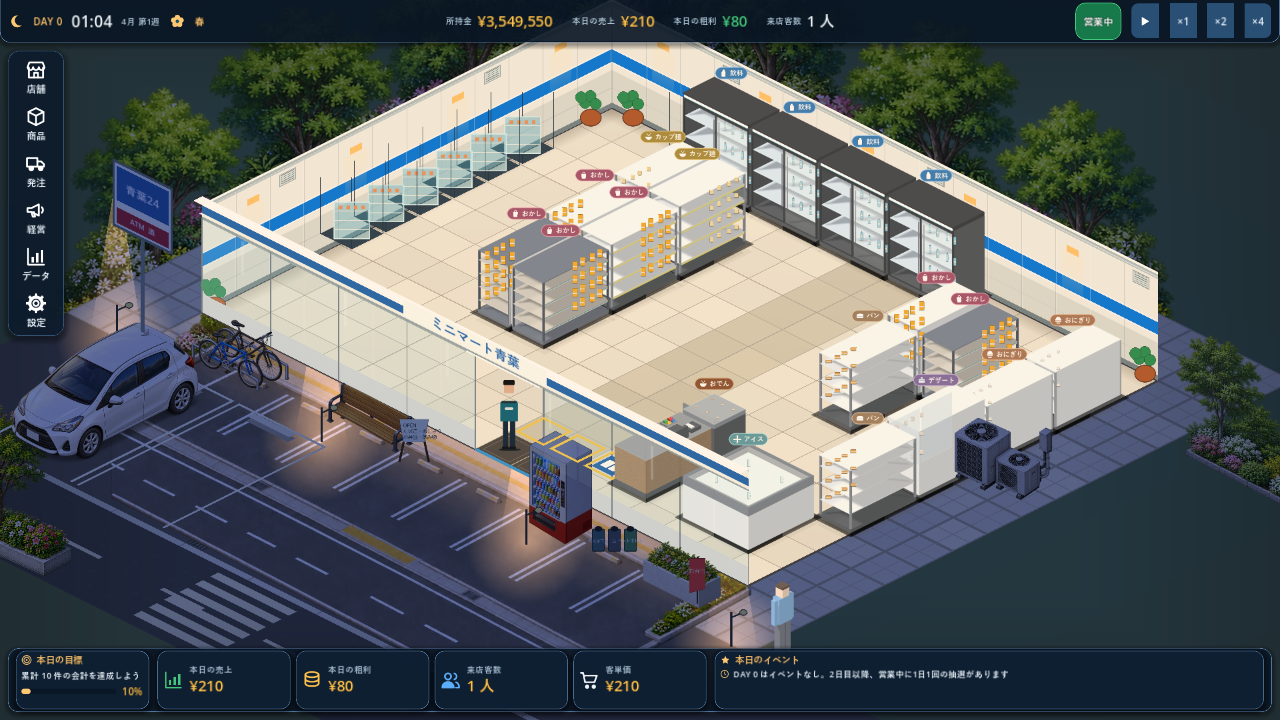 DAY 0 01:04 4月 第1週 春
所持金 ¥3,549,550 本日の売上 ¥210 本日の粗利 ¥80 来店客数 1 人
営業中 ×1 ×2 ×4
店舗
商品
発注
経営
データ
設定
飲料
飲料
飲料
飲料
カップ麺
カップ麺
おかし
おかし
おかし
おかし
おかし
おかし
パン
おにぎり
おにぎり
デザート
おでん
パン
アイス
青葉24
ATM 酒
ミニマート青葉
OPEN
本日の目標
累計 10 件の会計を達成しよう
10%
本日の売上
¥210
本日の粗利
¥80
来店客数
1 人
客単価
¥210
本日のイベント
DAY 0 はイベントなし。2日目以降、営業中に1日1回の抽選があります